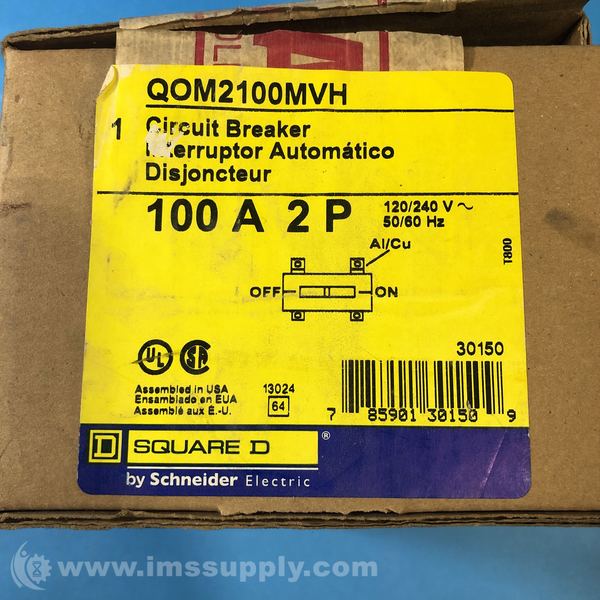 QOM2100MVH
1 Circuit Breaker
Interruptor Automático
Disjoncteur
100 A 2 P
120/240 V ~
50/60 Hz
Al/Cu
T800
OFF ON
30150
UL ® SA
Assembled in USA
Ensamblado en EUA
Assemblé aux É.-U.
13024
64
7 85901 30150 9
D SQUARE D ®
by Schneider Electric
www.imssupply.com